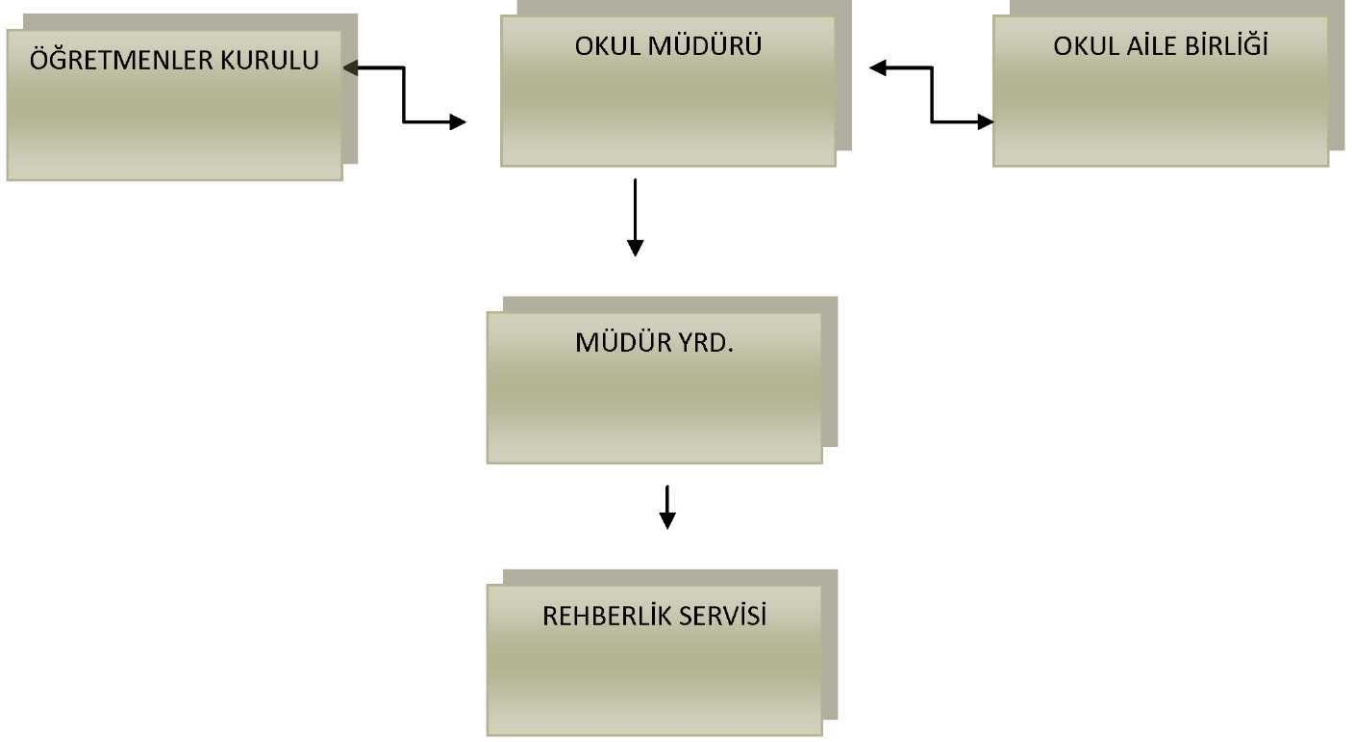 ÖĞRETMENLER KURULU
OKUL MÜDÜRÜ
OKUL AİLE BİRLİĞİ
MÜDÜR YRD.
REHBERLİK SERVİSİ